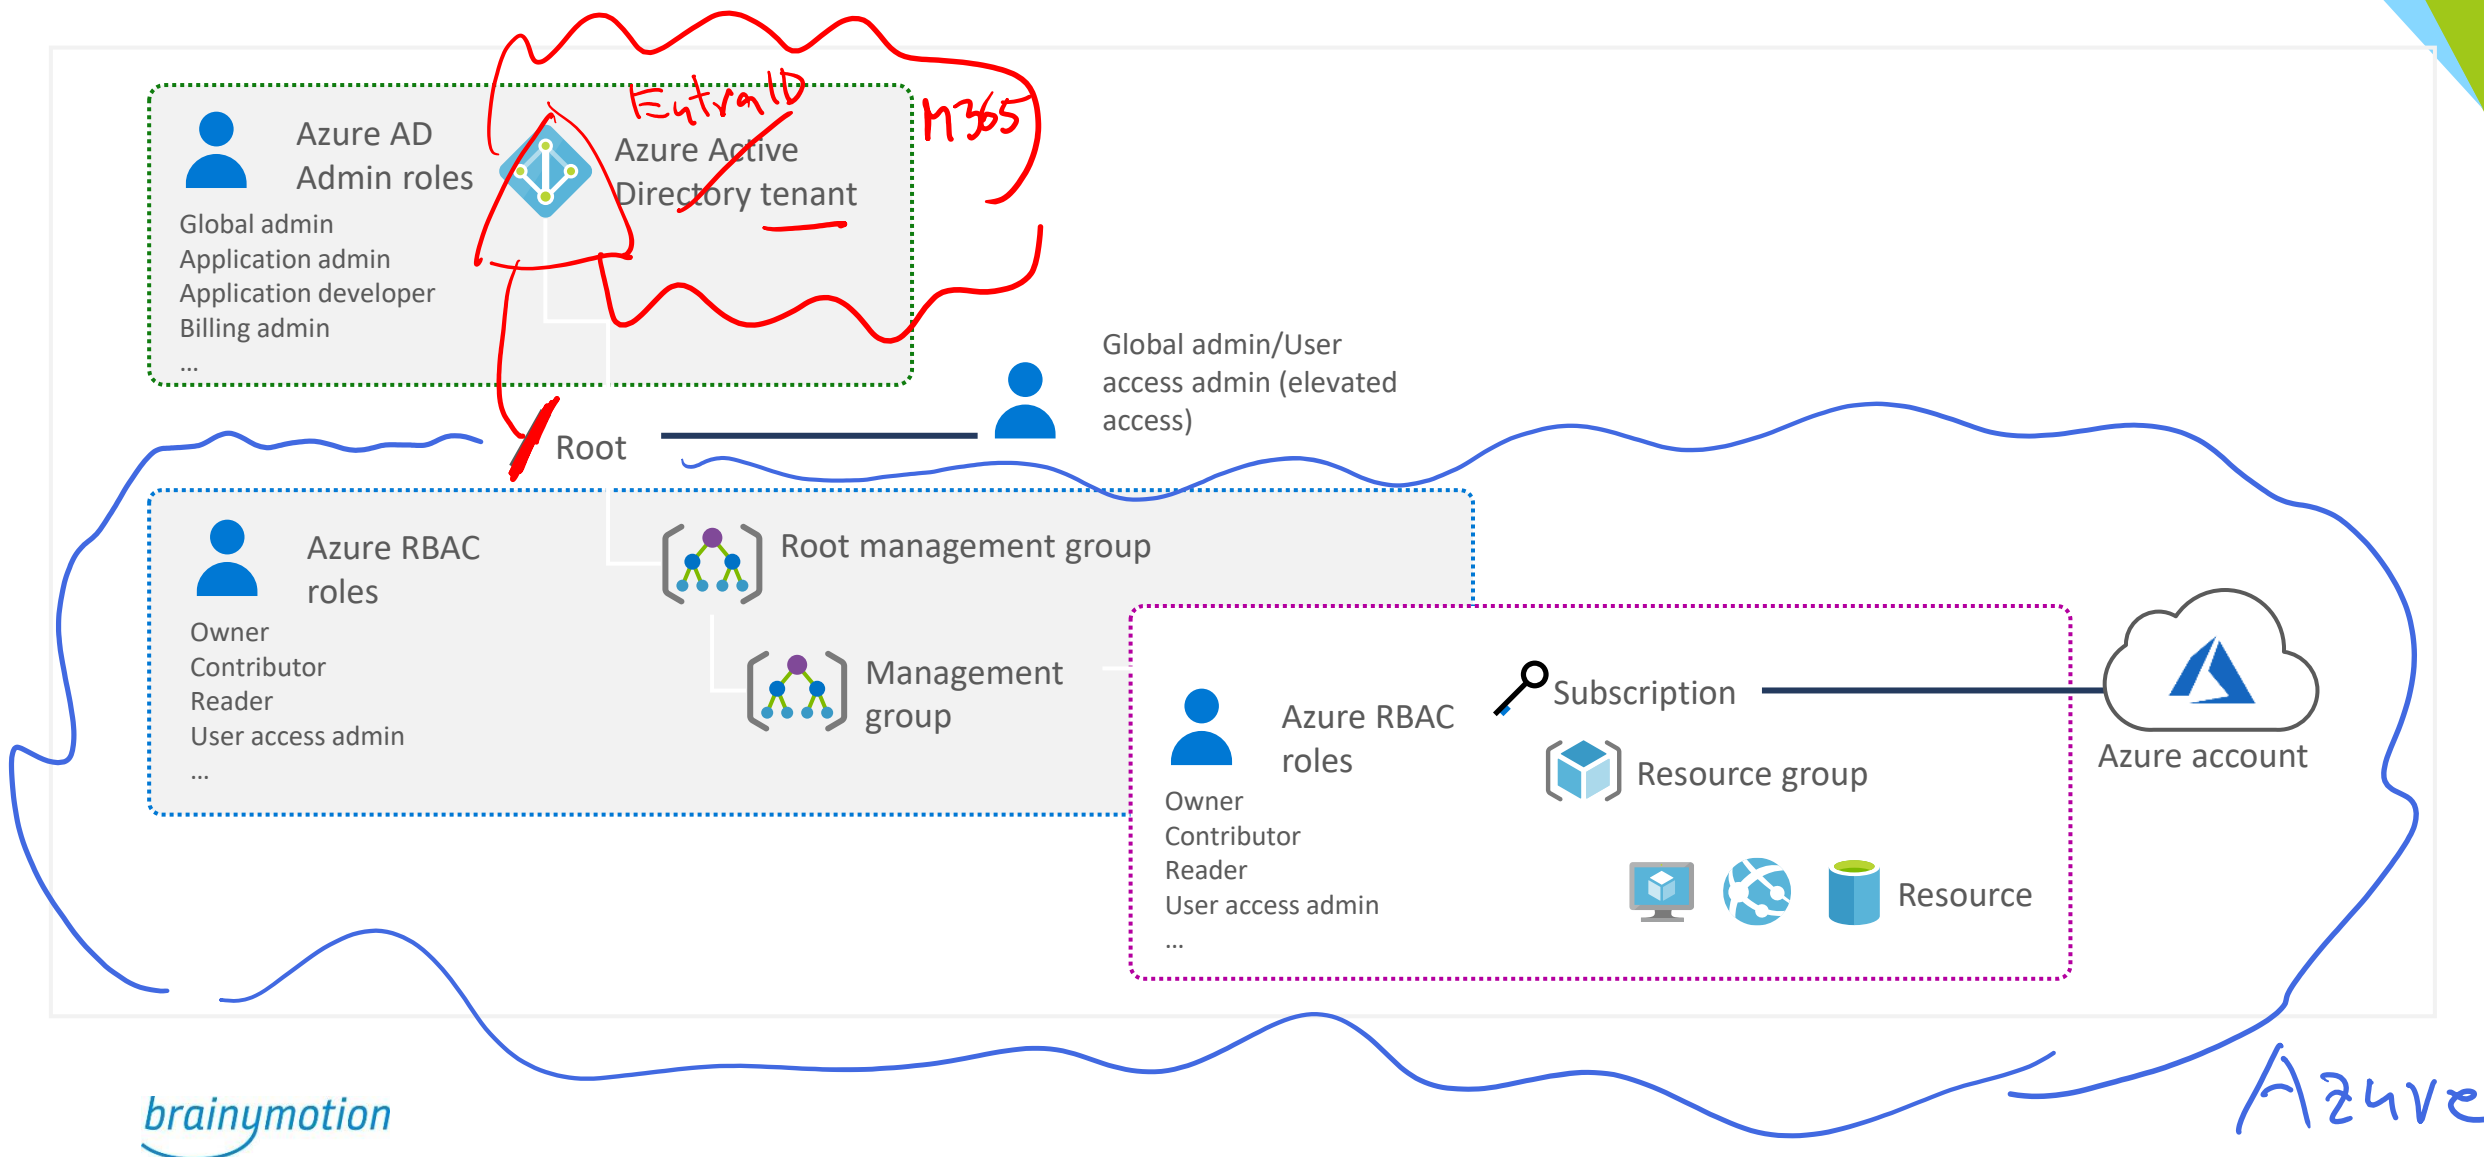 Entra ID
M365
Azure AD
Admin roles
Azure Active
Directory tenant
Global admin
Application admin
Application developer
Billing admin
...
Global admin/User
access admin (elevated
access)
Root
Azure RBAC
roles
Owner
Contributor
Reader
User access admin
...
Root management group
Management
group
Azure RBAC
roles
Owner
Contributor
Reader
User access admin
...
Subscription
Resource group
Resource
Azure account
Azure
brainymotion